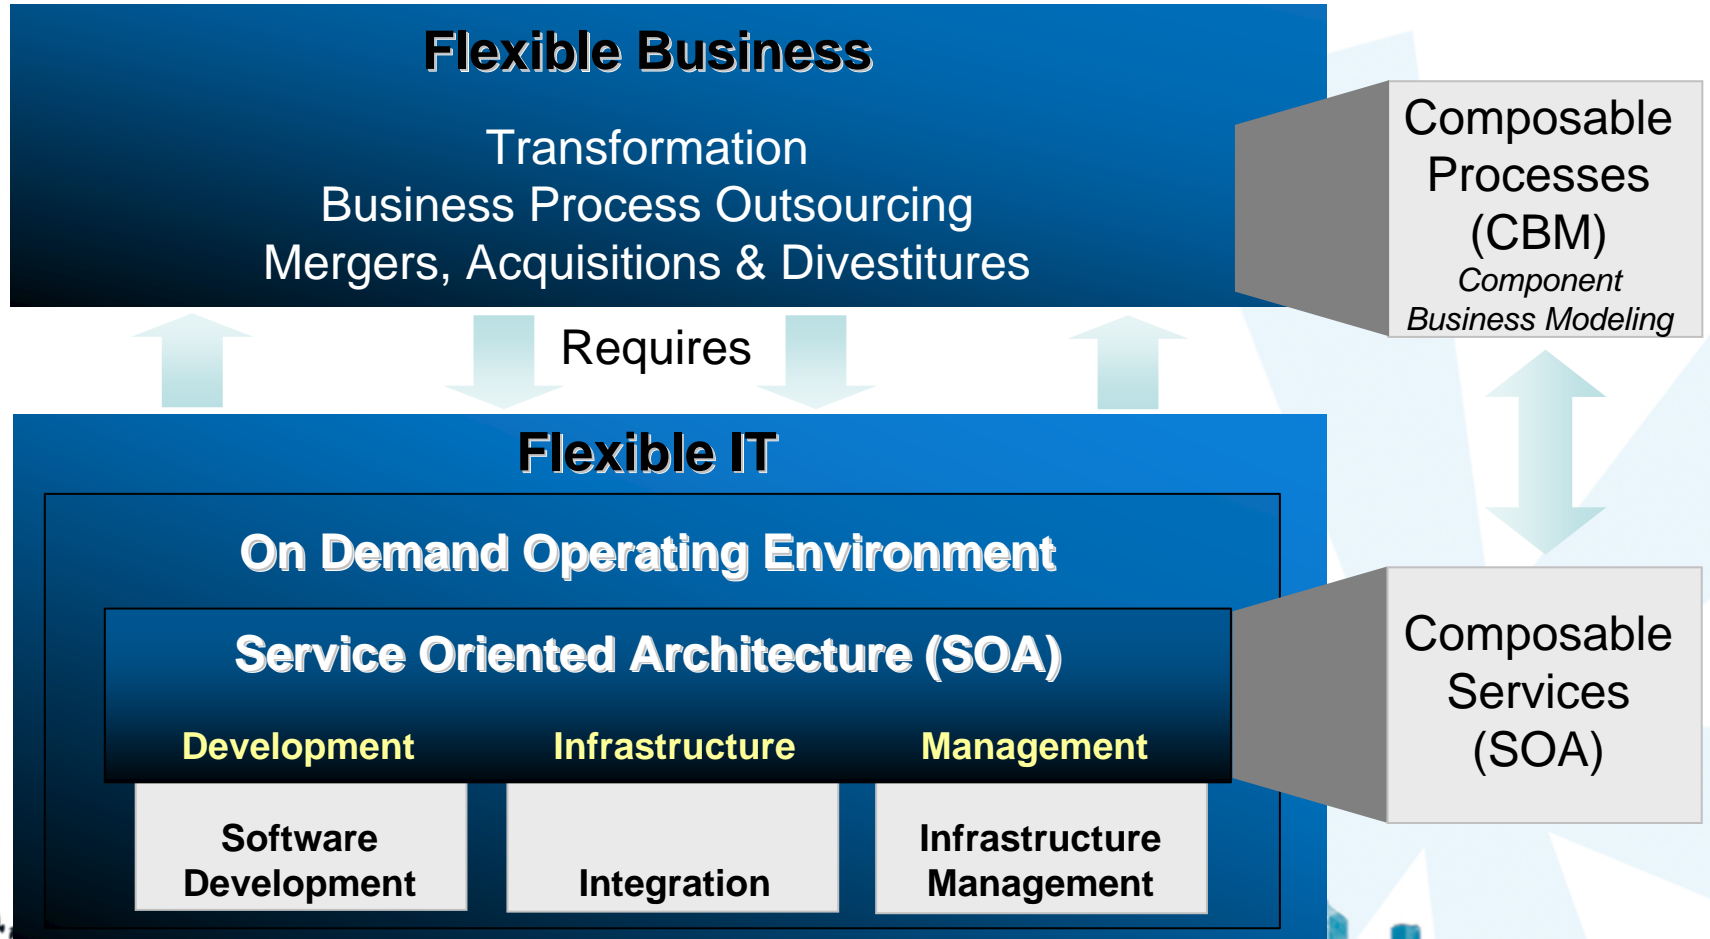 Flexible Business
Transformation
Business Process Outsourcing
Mergers, Acquisitions & Divestitures
Composable
Processes
(CBM)
Component
Business Modeling
Requires
Flexible IT
On Demand Operating Environment
Service Oriented Architecture (SOA)
Development
Infrastructure
Management
Software
Development
Integration
Infrastructure
Management
Composable
Services
(SOA)